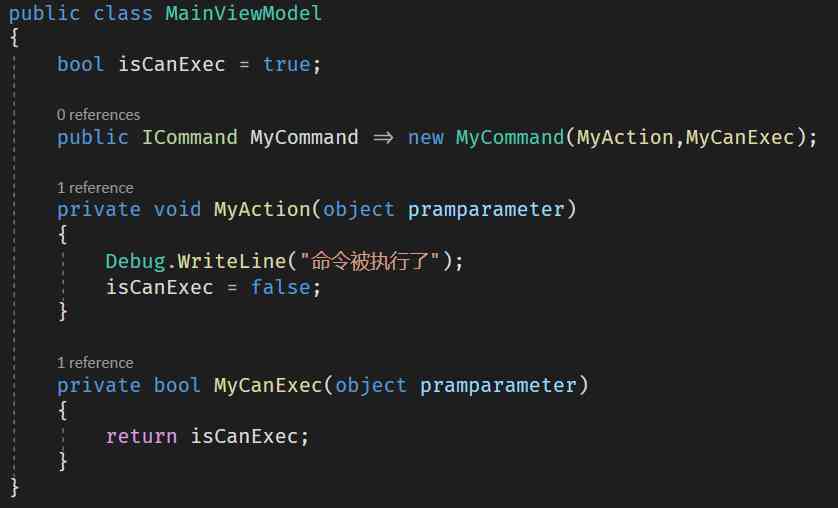 public class MainViewModel
{
bool isCanExec = true;
0 references
public ICommand MyCommand => new MyCommand(MyAction,MyCanExec);
1 reference
private void MyAction(object pramparameter)
{
Debug.WriteLine("命令被执行了");
isCanExec = false;
}
1 reference
private bool MyCanExec(object pramparameter)
{
return isCanExec;
}
}